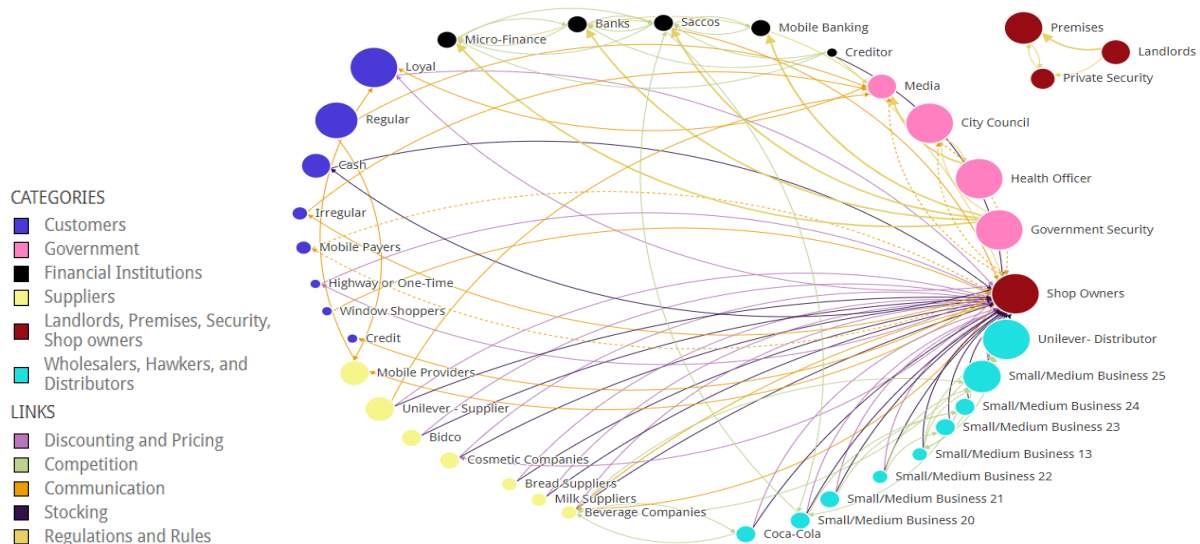 Banks
Saccos
Mobile Banking
Micro-Finance
Creditor
Premises
Landlords
Private Security
Loyal
Media
Regular
City Council
Cash
Health Officer
Irregular
Government Security
Mobile Payers
Highway or One-Time
Shop Owners
Window Shoppers
Credit
Unilever- Distributor
Mobile Providers
Small/Medium Business 25
Unilever - Supplier
Small/Medium Business 24
Bidco
Small/Medium Business 23
Cosmetic Companies
Small/Medium Business 13
Bread Suppliers
Small/Medium Business 22
Milk Suppliers
Small/Medium Business 21
Beverage Companies
Small/Medium Business 20
Coca-Cola
CATEGORIES
Customers
Government
Financial Institutions
Suppliers
Landlords, Premises, Security,
Shop owners
Wholesalers, Hawkers, and
Distributors
LINKS
Discounting and Pricing
Competition
Communication
Stocking
Regulations and Rules